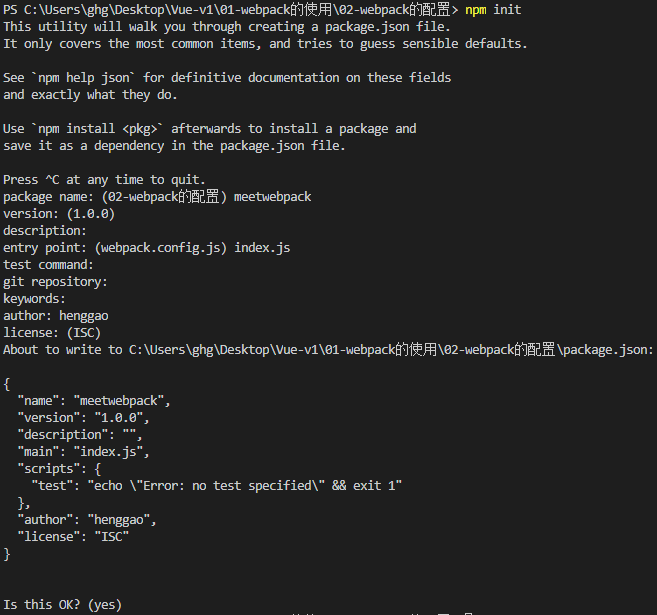 PS C:\Users\ghg\Desktop\Vue-v1\01-webpack的使用\02-webpack的配置> npm init
This utility will walk you through creating a package.json file.
It only covers the most common items, and tries to guess sensible defaults.
See `npm help json` for definitive documentation on these fields
and exactly what they do.
Use `npm install <pkg>` afterwards to install a package and
save it as a dependency in the package.json file.
Press ^C at any time to quit.
package name: (02-webpack的配置) meetwebpack
version: (1.0.0)
description:
entry point: (webpack.config.js) index.js
test command:
git repository:
keywords:
author: henggao
license: (ISC)
About to write to C:\Users\ghg\Desktop\Vue-v1\01-webpack的使用\02-webpack的配置\package.json:
{
  "name": "meetwebpack",
  "version": "1.0.0",
  "description": "",
  "main": "index.js",
  "scripts": {
    "test": "echo \"Error: no test specified\" && exit 1"
  },
  "author": "henggao",
  "license": "ISC"
}
Is this OK? (yes)